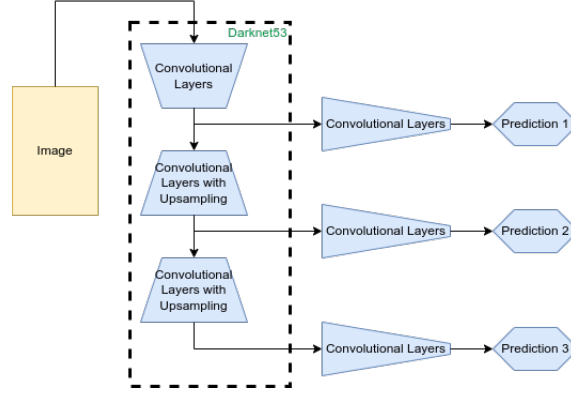 Darknet53
Convolutional
Layers
Convolutional Layers
Prediction 1
Image
Convolutional
Layers with
Upsampling
Convolutional Layers
Prediction 2
Convolutional
Layers with
Upsampling
Convolutional Layers
Prediction 3